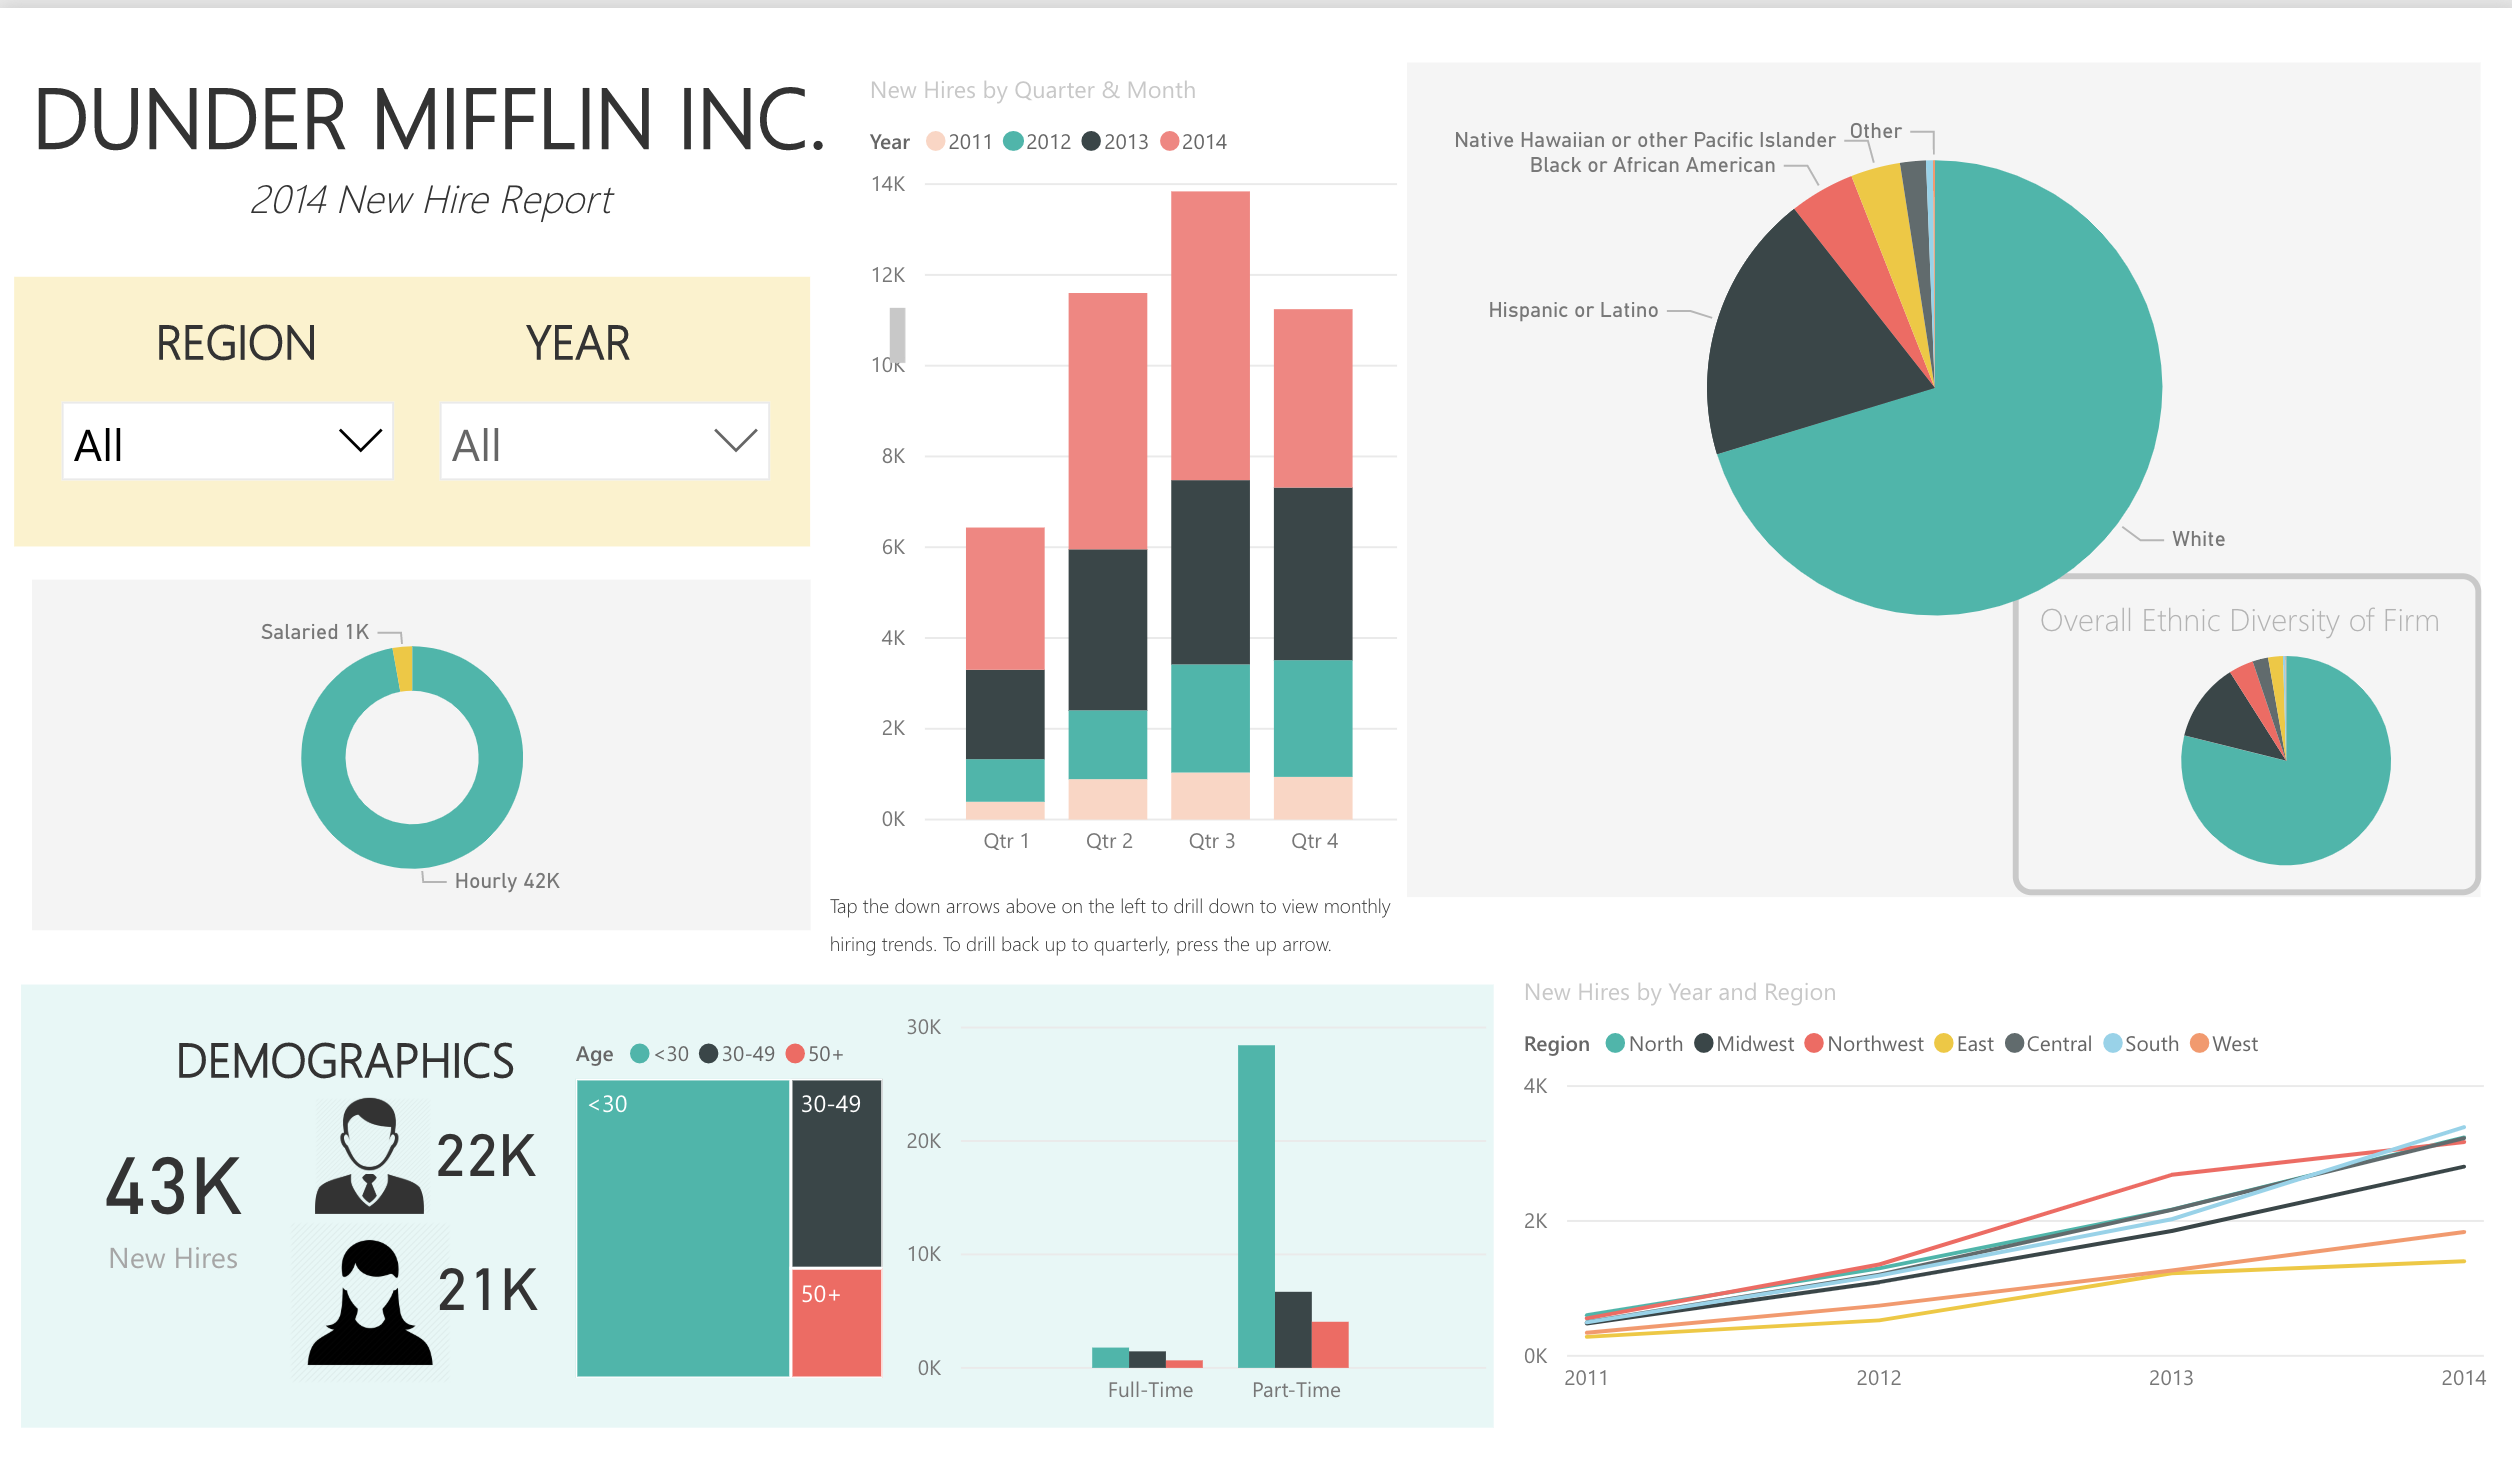 DUNDER MIFFLIN INC.
2014 New Hire Report
REGION
YEAR
All
All
Salaried 1K
Hourly 42K
New Hires by Quarter & Month
Year 2011 2012 2013 2014
14K
12K
10K
8K
6K
4K
2K
0K
Qtr 1 Qtr 2 Qtr 3 Qtr 4
Tap the down arrows above on the left to drill down to view monthly
hiring trends. To drill back up to quarterly, press the up arrow.
Other
Native Hawaiian or other Pacific Islander
Black or African American
Hispanic or Latino
White
Overall Ethnic Diversity of Firm
DEMOGRAPHICS
43K
New Hires
22K
21K
Age <30 30-49 50+
<30
30-49
50+
30K
20K
10K
0K
Full-Time Part-Time
New Hires by Year and Region
Region North Midwest Northwest East Central South West
4K
2K
0K
2011 2012 2013 2014